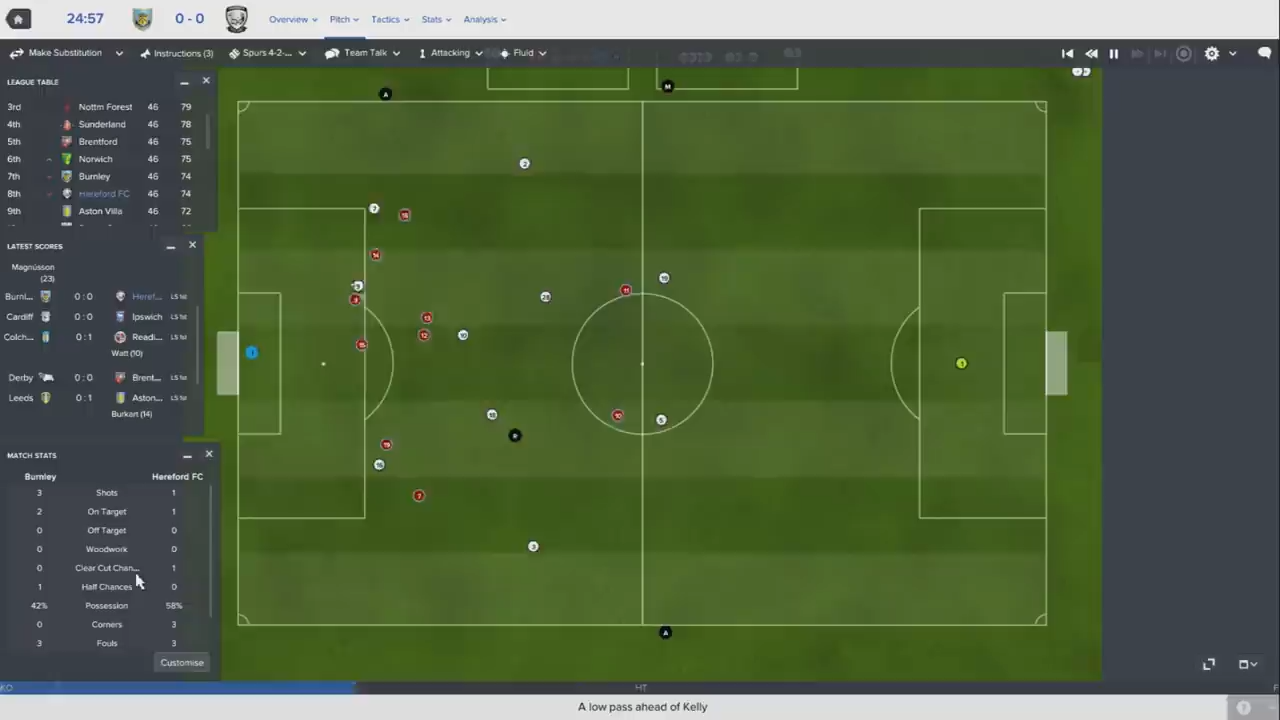 24:57 0 - 0 Overview Pitch Tactics Stats Analysis
Make Substitution Instructions (3) Spurs 4-2-... Team Talk Attacking Fluid
LEAGUE TABLE
3rd Nottm Forest 46 79
4th Sunderland 46 78
5th Brentford 46 75
6th Norwich 46 75
7th Burnley 46 74
8th Hereford FC 46 74
9th Aston Villa 46 72
LATEST SCORES
Magnússon
(23)
Burnl... 0 : 0 Heref...
Cardiff 0 : 0 Ipswich
Colch... 0 : 1 Readi...
Watt (10)
Derby 0 : 0 Brent...
Leeds 0 : 1 Aston...
Burkart (14)
MATCH STATS
Burnley Hereford FC
3 Shots 1
2 On Target 1
0 Off Target 0
0 Woodwork 0
0 Clear Cut Chan... 1
1 Half Chances 0
42% Possession 58%
0 Corners 3
3 Fouls 3
Customise
KO HT F
A low pass ahead of Kelly